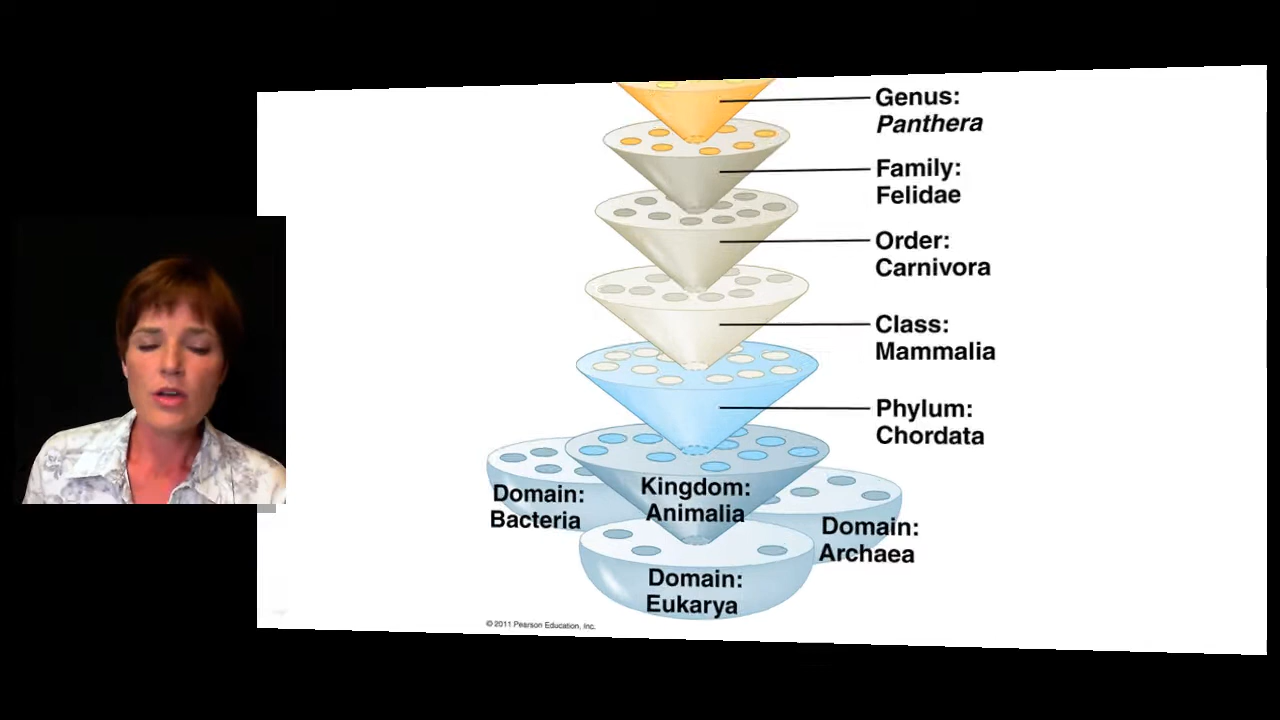 Genus:
Panthera
Family:
Felidae
Order:
Carnivora
Class:
Mammalia
Phylum:
Chordata
Kingdom:
Animalia
Domain:
Bacteria
Domain:
Archaea
Domain:
Eukarya
© 2011 Pearson Education, Inc.